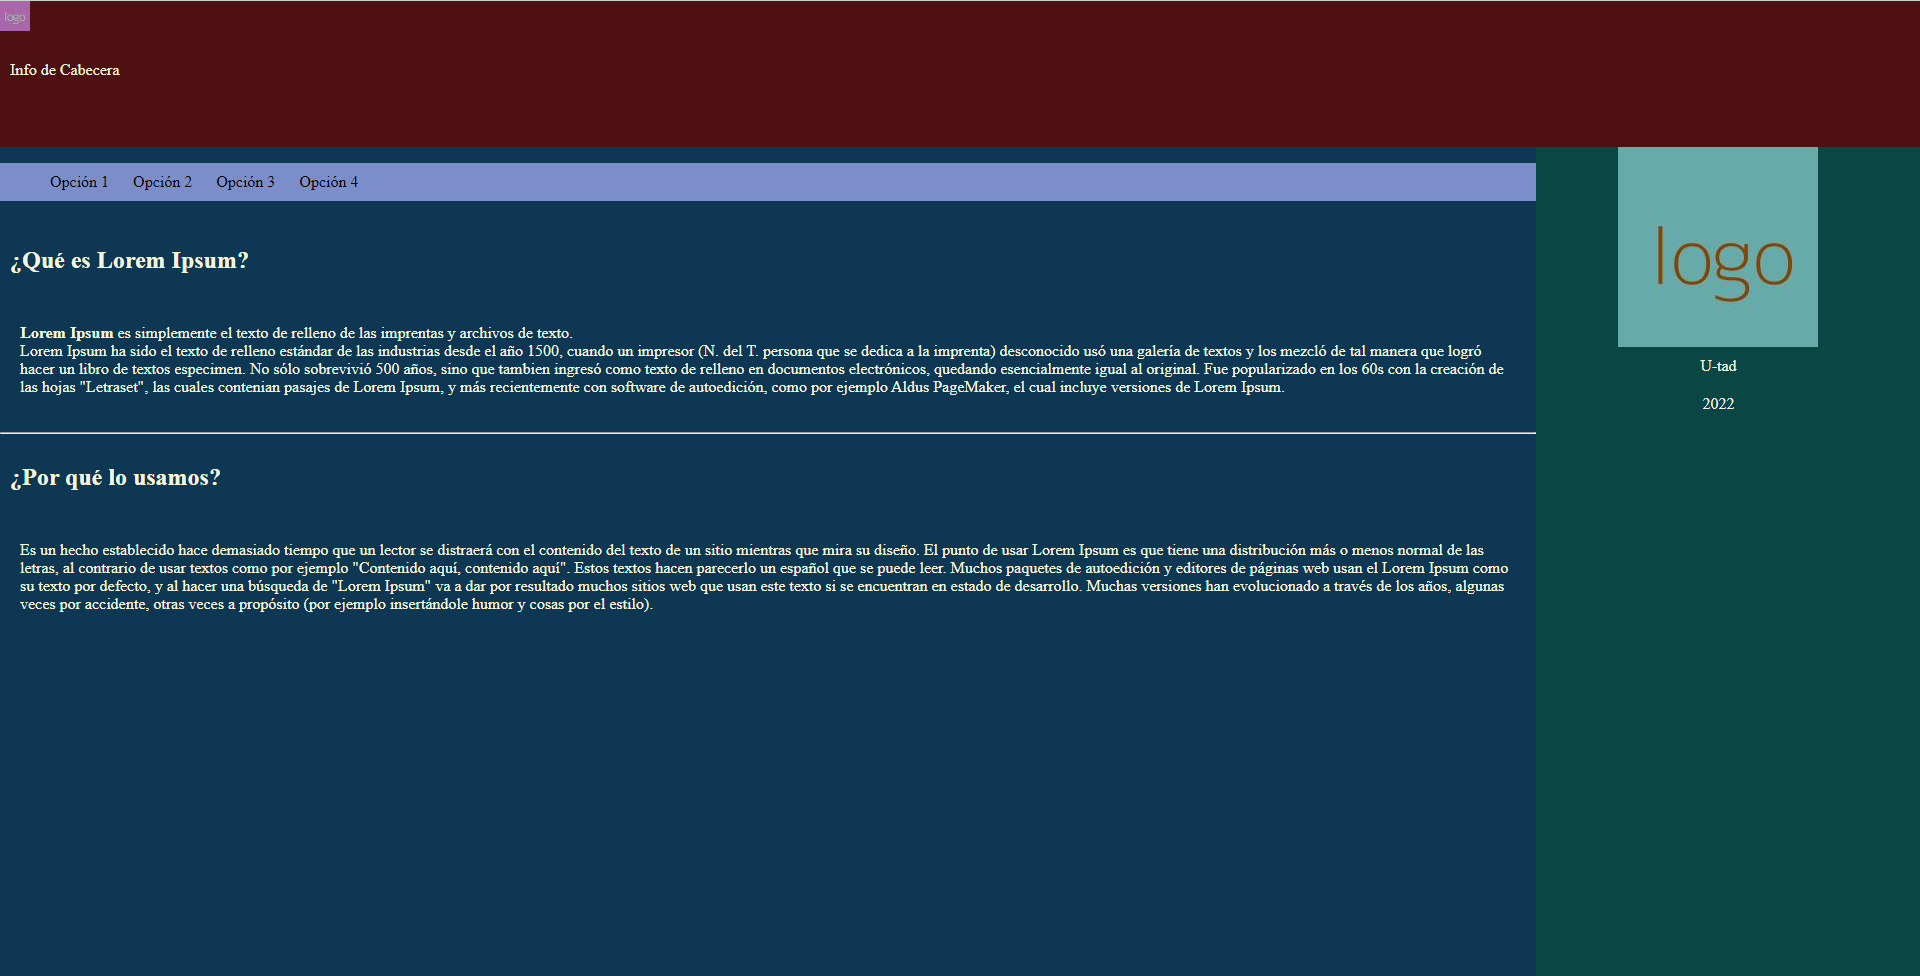 logo
Info de Cabecera
Opción 1 Opción 2 Opción 3 Opción 4
¿Qué es Lorem Ipsum?
Lorem Ipsum es simplemente el texto de relleno de las imprentas y archivos de texto.
Lorem Ipsum ha sido el texto de relleno estándar de las industrias desde el año 1500, cuando un impresor (N. del T. persona que se dedica a la imprenta) desconocido usó una galería de textos y los mezcló de tal manera que logró
hacer un libro de textos especimen. No sólo sobrevivió 500 años, sino que tambien ingresó como texto de relleno en documentos electrónicos, quedando esencialmente igual al original. Fue popularizado en los 60s con la creación de
las hojas "Letraset", las cuales contenian pasajes de Lorem Ipsum, y más recientemente con software de autoedición, como por ejemplo Aldus PageMaker, el cual incluye versiones de Lorem Ipsum.
¿Por qué lo usamos?
Es un hecho establecido hace demasiado tiempo que un lector se distraerá con el contenido del texto de un sitio mientras que mira su diseño. El punto de usar Lorem Ipsum es que tiene una distribución más o menos normal de las
letras, al contrario de usar textos como por ejemplo "Contenido aquí, contenido aquí". Estos textos hacen parecerlo un español que se puede leer. Muchos paquetes de autoedición y editores de páginas web usan el Lorem Ipsum como
su texto por defecto, y al hacer una búsqueda de "Lorem Ipsum" va a dar por resultado muchos sitios web que usan este texto si se encuentran en estado de desarrollo. Muchas versiones han evolucionado a través de los años, algunas
veces por accidente, otras veces a propósito (por ejemplo insertándole humor y cosas por el estilo).
logo
U-tad
2022